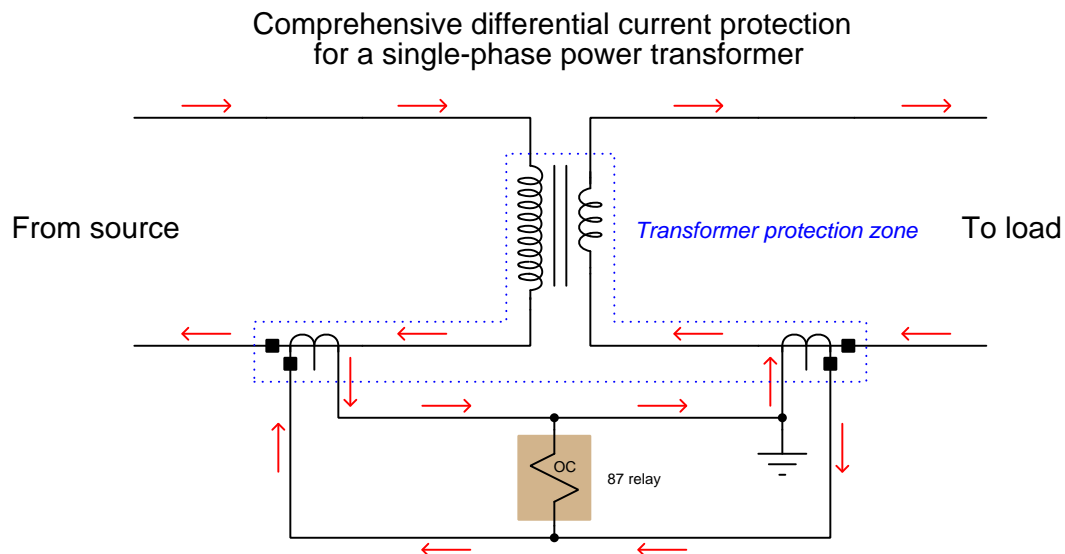 Comprehensive differential current protection
for a single-phase power transformer
From source
Transformer protection zone
To load
OC
87 relay